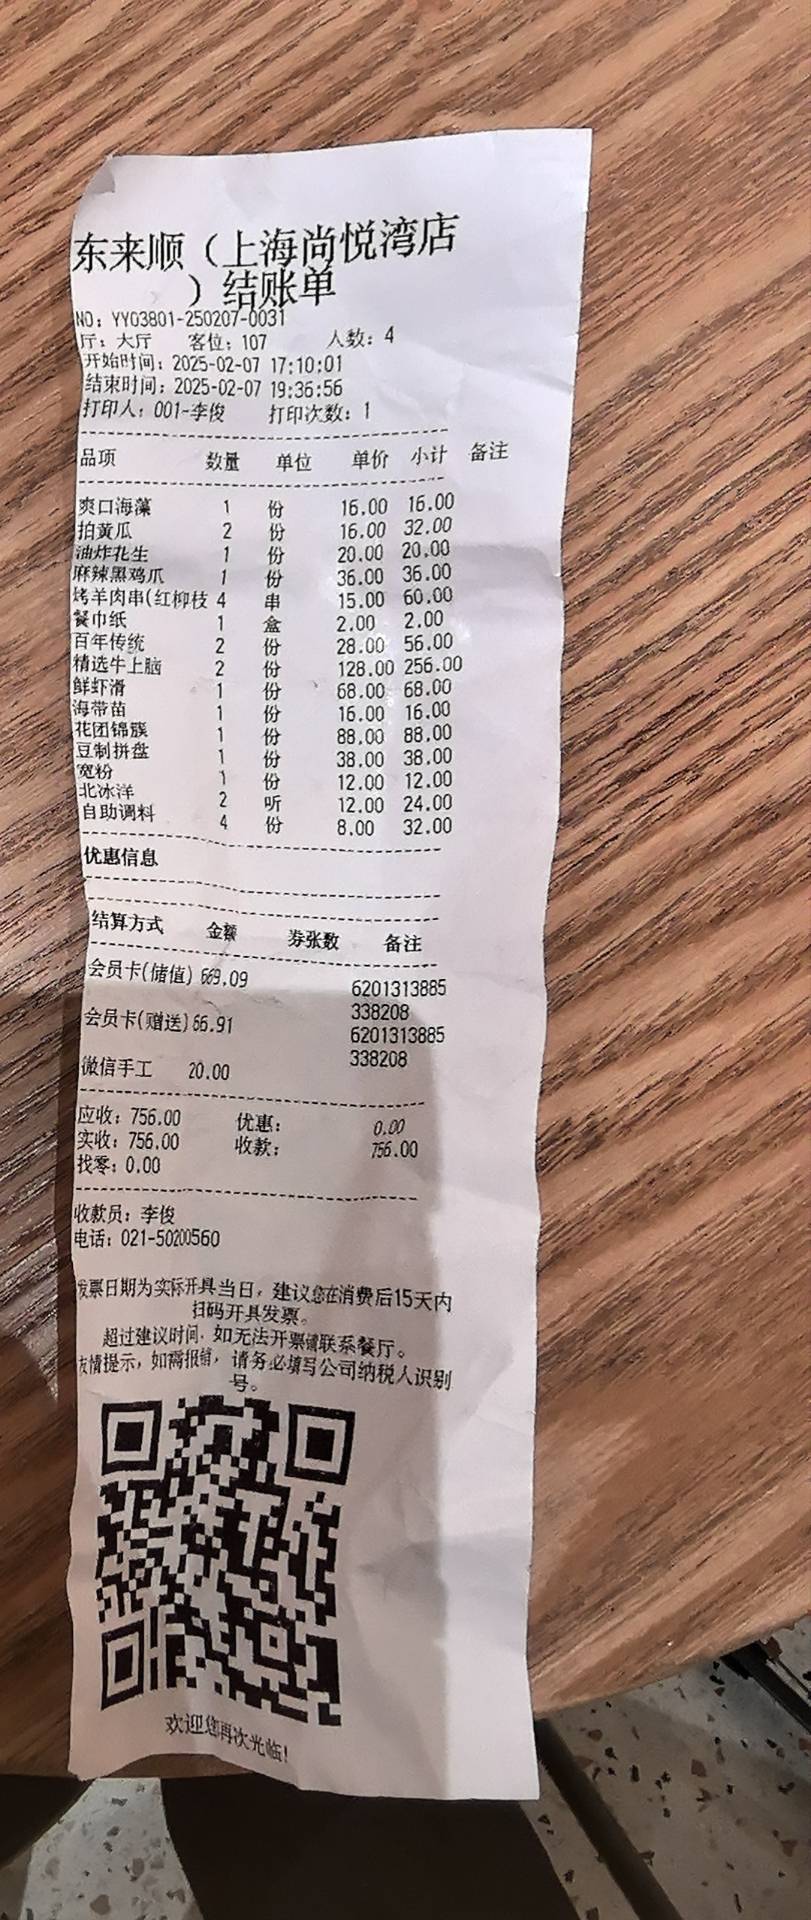 东来顺（上海尚悦湾店
）结账单
NO：YY03801-250207-0031
厅：大厅 客位：107 人数：4
开始时间：2025-02-07 17:10:01
结束时间：2025-02-07 19:36:56
打印人：001-李俊 打印次数：1
品项 数量 单位 单价 小计 备注
爽口海藻 1 份 16.00 16.00
拍黄瓜 2 份 16.00 32.00
油炸花生 1 份 20.00 20.00
麻辣黑鸡爪 1 份 36.00 36.00
烤羊肉串(红柳枝 4 串 15.00 60.00
餐巾纸 1 盒 2.00 2.00
百年传统 2 份 28.00 56.00
精选牛上脑 2 份 128.00 256.00
鲜虾滑 1 份 68.00 68.00
海带苗 1 份 16.00 16.00
花团锦簇 1 份 88.00 88.00
豆制拼盘 1 份 38.00 38.00
宽粉 1 份 12.00 12.00
北冰洋 2 听 12.00 24.00
自助调料 4 份 8.00 32.00
优惠信息
结算方式 金额 券张数 备注
会员卡(储值) 669.09 6201313885
338208
会员卡(赠送) 66.91 6201313885
338208
微信手工 20.00
应收：756.00 优惠： 0.00
实收：756.00 收款： 756.00
找零：0.00
收款员：李俊
电话：021-50200560
发票日期为实际开具当日，建议您在消费后15天内
扫码开具发票。
超过建议时间，如无法开票请联系餐厅。
友情提示，如需报销，请务必填写公司纳税人识别
号。
欢迎您再次光临！